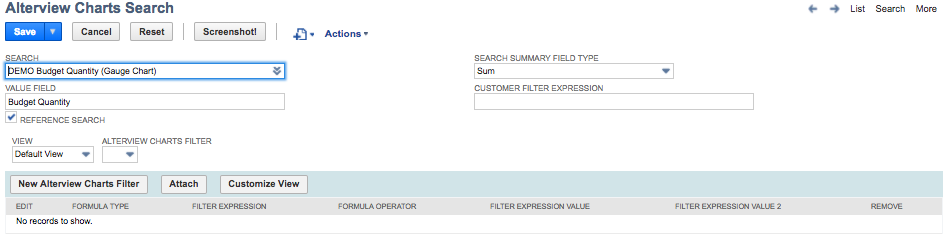 Alterview Charts Search
List Search More
Save Cancel Reset Screenshot! Actions
SEARCH
DEMO Budget Quantity (Gauge Chart)
SEARCH SUMMARY FIELD TYPE
Sum
VALUE FIELD
Budget Quantity
CUSTOMER FILTER EXPRESSION
REFERENCE SEARCH
VIEW ALTERVIEW CHARTS FILTER
Default View
New Alterview Charts Filter Attach Customize View
EDIT FORMULA TYPE FILTER EXPRESSION FORMULA OPERATOR FILTER EXPRESSION VALUE FILTER EXPRESSION VALUE 2 REMOVE
No records to show.